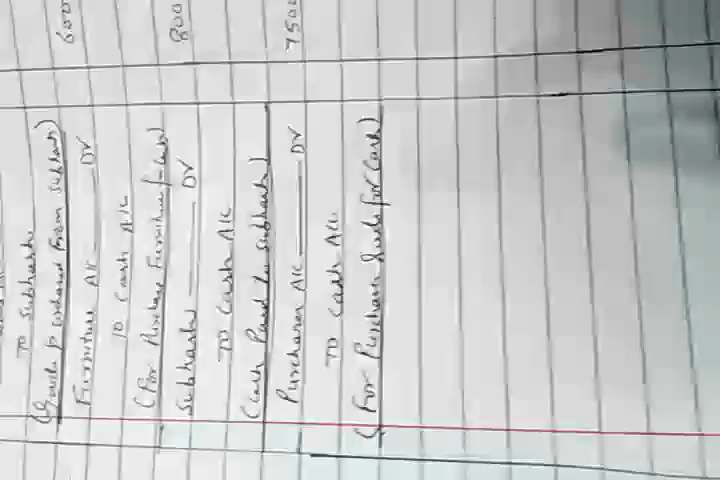 To Subhash
(Goods Purchased From Subhash)
Furniture A/c —— Dr 600
To Cash A/c
(For Purchase Furniture for Cash)
Subhash —— Dr 800
To Cash A/c
(Cash Paid to Subhash)
Purchases A/c —— Dr 750
To Cash A/c
(For Purchases Goods for Cash)